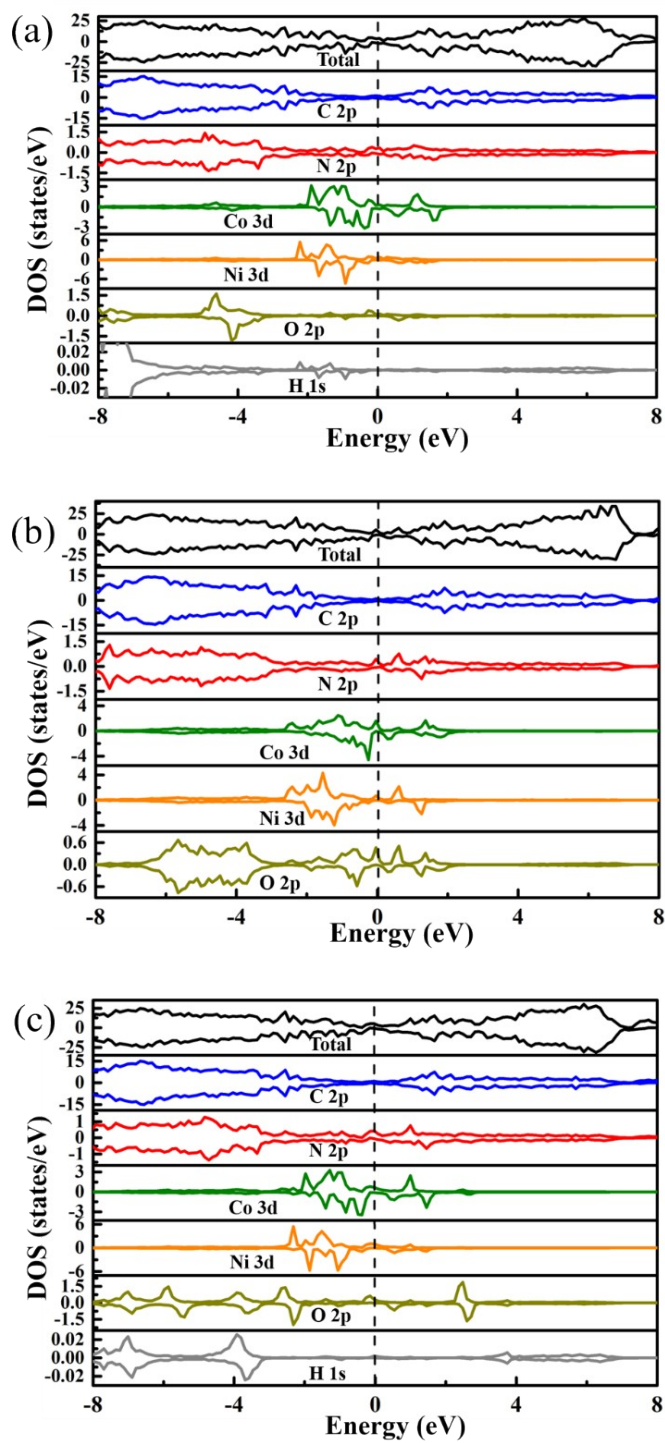 (a)
DOS (states/eV)
25
0
-25
Total
15
0
-15
C 2p
1.5
0.0
-1.5
N 2p
3
0
-3
Co 3d
6
0
-6
Ni 3d
1.5
0.0
-1.5
O 2p
0.02
0.00
-0.02
H 1s
-8 -4 0 4 8
Energy (eV)
(b)
DOS (states/eV)
25
0
-25
Total
15
0
-15
C 2p
1.5
0.0
-1.5
N 2p
4
0
-4
Co 3d
4
0
-4
Ni 3d
0.6
0.0
-0.6
O 2p
-8 -4 0 4 8
Energy (eV)
(c)
DOS (states/eV)
25
0
-25
Total
15
0
-15
C 2p
1
0
-1
N 2p
3
0
-3
Co 3d
6
0
-6
Ni 3d
1.5
0.0
-1.5
O 2p
0.02
0.00
-0.02
H 1s
-8 -4 0 4 8
Energy (eV)